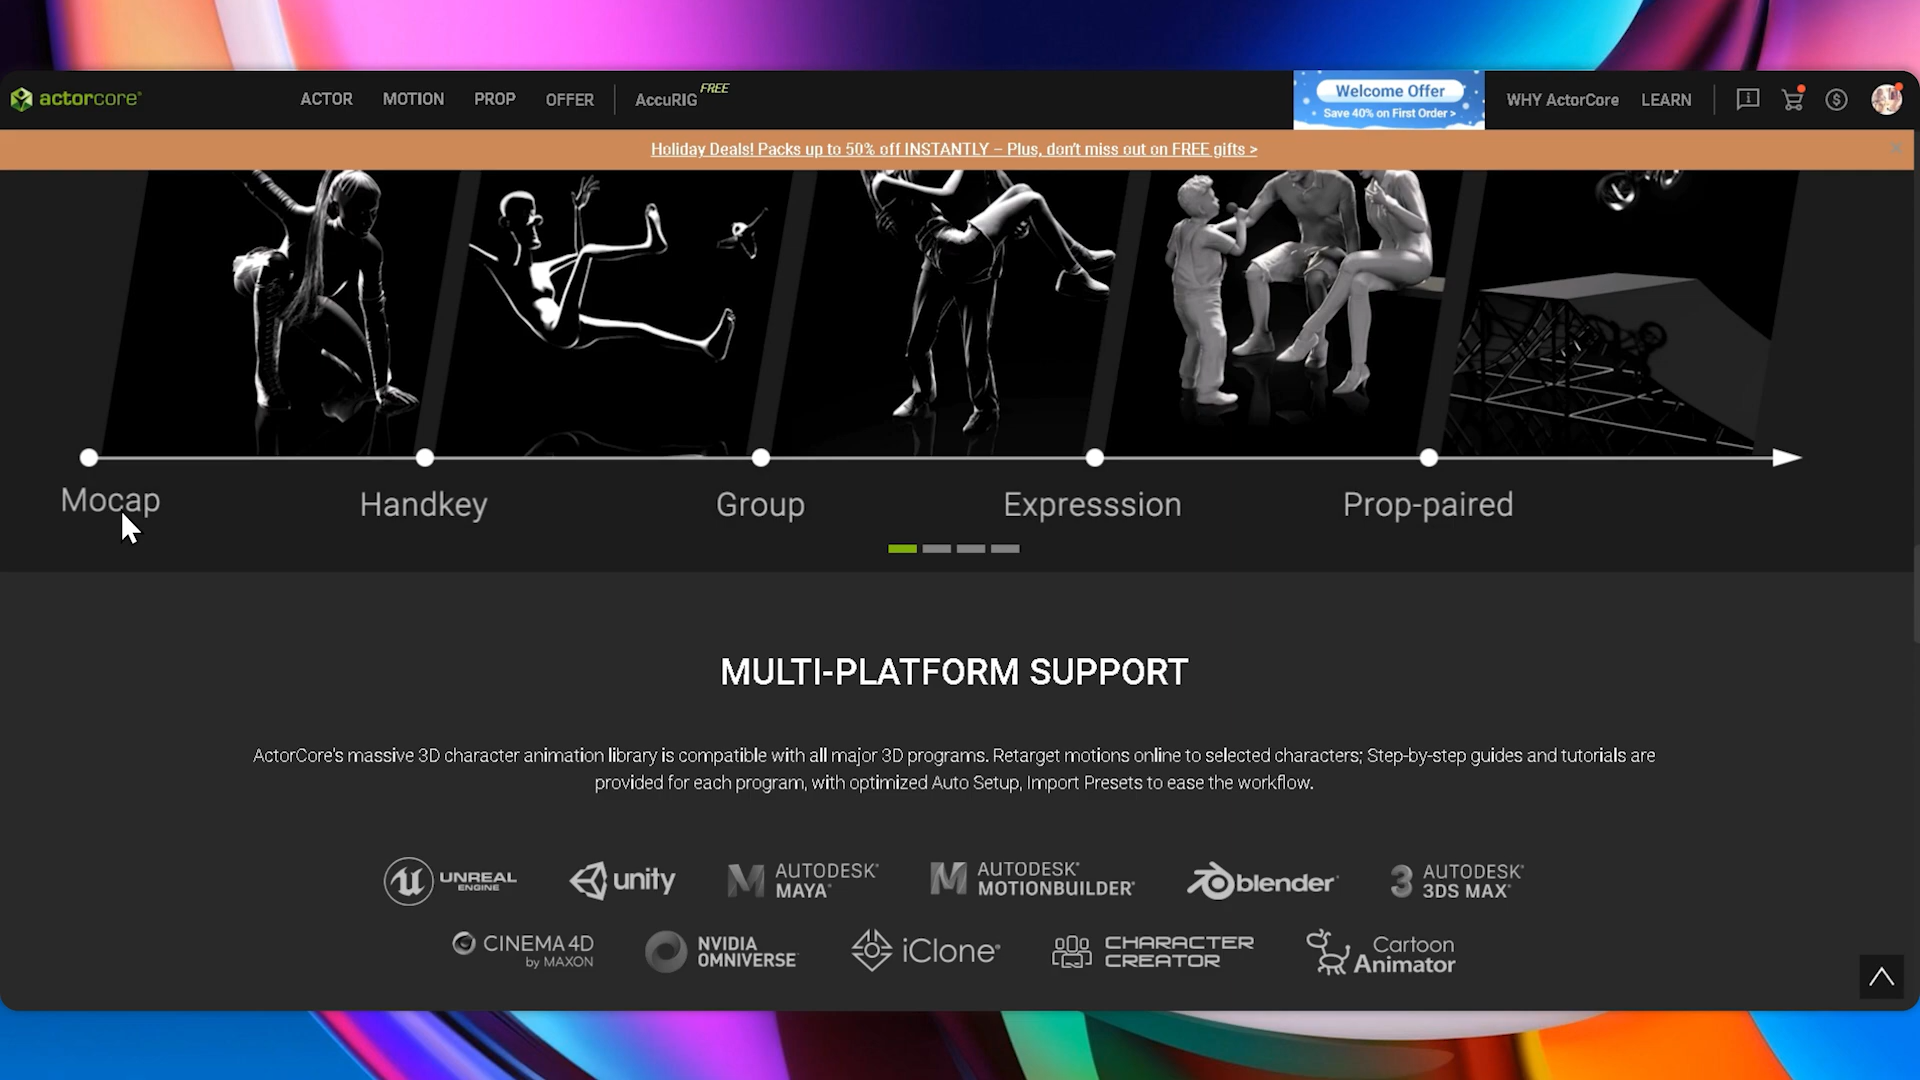 actorcore®
ACTOR MOTION PROP OFFER AccuRIG FREE
Welcome Offer
Save 40% on First Order >
WHY ActorCore LEARN
Holiday Deals! Packs up to 50% off INSTANTLY – Plus, don't miss out on FREE gifts >
Mocap Handkey Group Expresssion Prop-paired
MULTI-PLATFORM SUPPORT
ActorCore's massive 3D character animation library is compatible with all major 3D programs. Retarget motions online to selected characters; Step-by-step guides and tutorials are
provided for each program, with optimized Auto Setup, Import Presets to ease the workflow.
UNREAL ENGINE
unity
AUTODESK® MAYA®
AUTODESK® MOTIONBUILDER®
blender®
3 AUTODESK® 3DS MAX®
CINEMA 4D by MAXON
NVIDIA OMNIVERSE
iClone®
CHARACTER CREATOR
Cartoon Animator